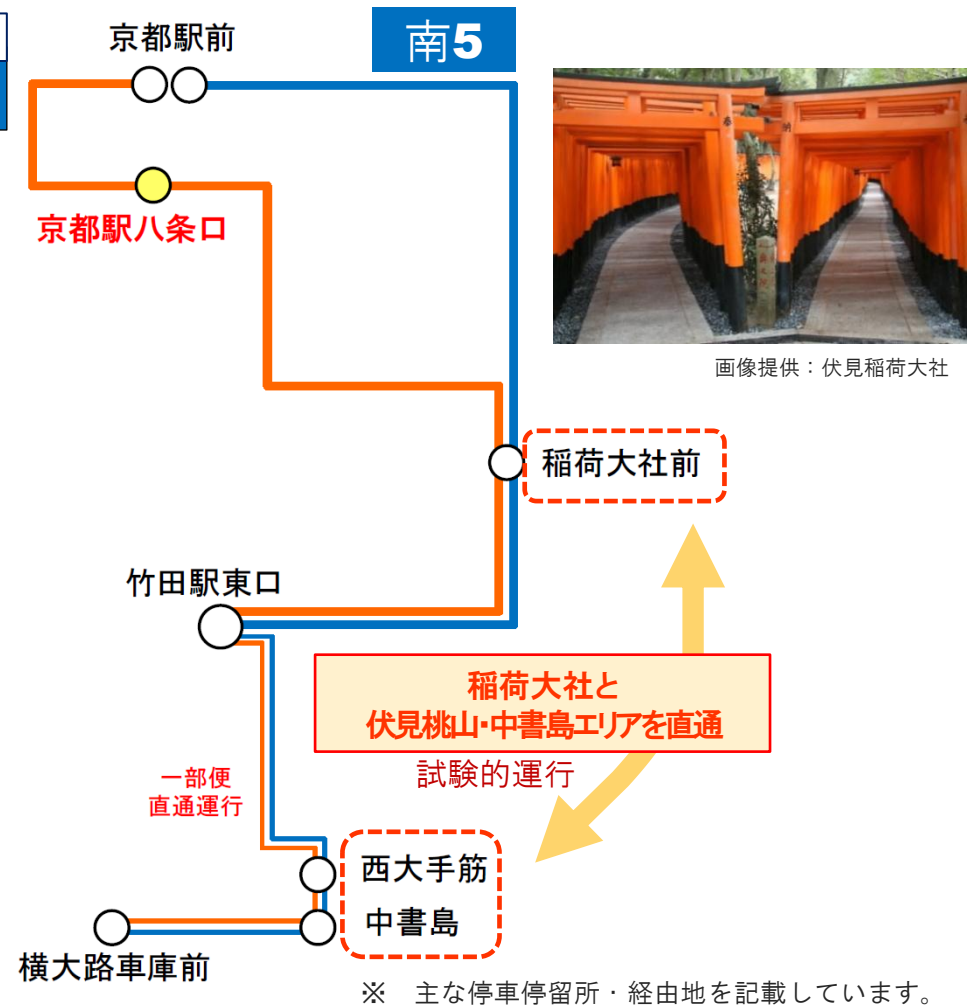 京都駅前
南5
京都駅八条口
画像提供：伏見稲荷大社
稲荷大社前
竹田駅東口
稲荷大社と
伏見桃山・中書島エリアを直通
試験的運行
一部便
直通運行
西大手筋
中書島
横大路車庫前
※　主な停車停留所・経由地を記載しています。